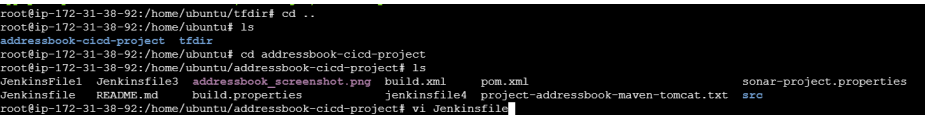 root@ip-172-31-38-92:/home/ubuntu/tfdir# cd ..
root@ip-172-31-38-92:/home/ubuntu# ls
addressbook-cicd-project  tfdir
root@ip-172-31-38-92:/home/ubuntu# cd addressbook-cicd-project
root@ip-172-31-38-92:/home/ubuntu/addressbook-cicd-project# ls
JenkinsFile1  Jenkinsfile3  addressbook_screenshot.png  build.xml  pom.xml  sonar-project.properties
Jenkinsfile  README.md  build.properties  jenkinsfile4  project-addressbook-maven-tomcat.txt  src
root@ip-172-31-38-92:/home/ubuntu/addressbook-cicd-project# vi Jenkinsfile